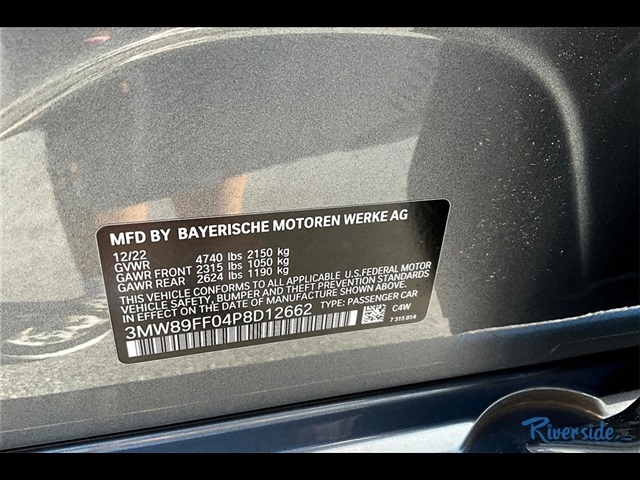 MFD BY BAYERISCHE MOTOREN WERKE AG
12/22 4740 lbs 2150 kg
GVWR
GAWR FRONT 2315 lbs 1050 kg
GAWR REAR 2624 lbs 1190 kg
THIS VEHICLE CONFORMS TO ALL APPLICABLE U.S.FEDERAL MOTOR
VEHICLE SAFETY, BUMPER, AND THEFT PREVENTION STANDARDS
IN EFFECT ON THE DATE OF MANUFACTURE SHOWN ABOVE.
3MW89FF04P8D12662 TYPE: PASSENGER CAR
C4W
7 315 814
Riverside